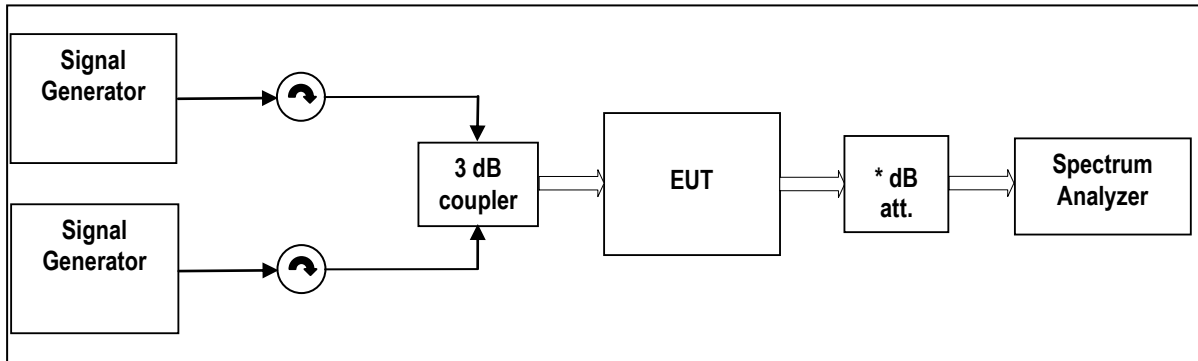 Signal
Generator
3 dB
coupler
EUT
* dB
att.
Spectrum
Analyzer
Signal
Generator